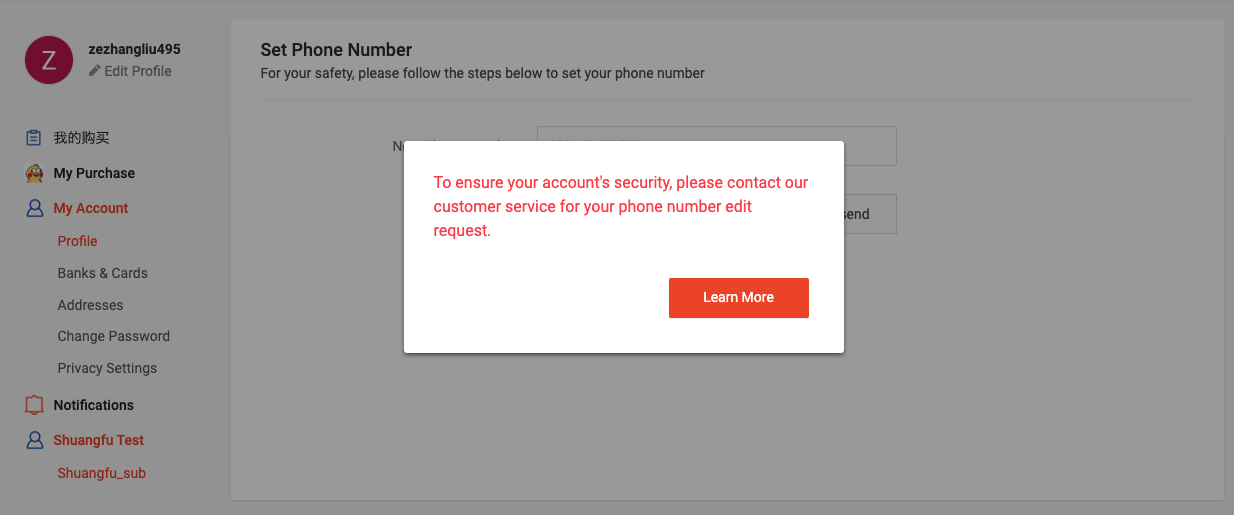 Z
zezhangliu495
Edit Profile
我的购买
My Purchase
My Account
Profile
Banks & Cards
Addresses
Change Password
Privacy Settings
Notifications
Shuangfu Test
Shuangfu_sub
Set Phone Number
For your safety, please follow the steps below to set your phone number
To ensure your account's security, please contact our
customer service for your phone number edit
request.
Learn More